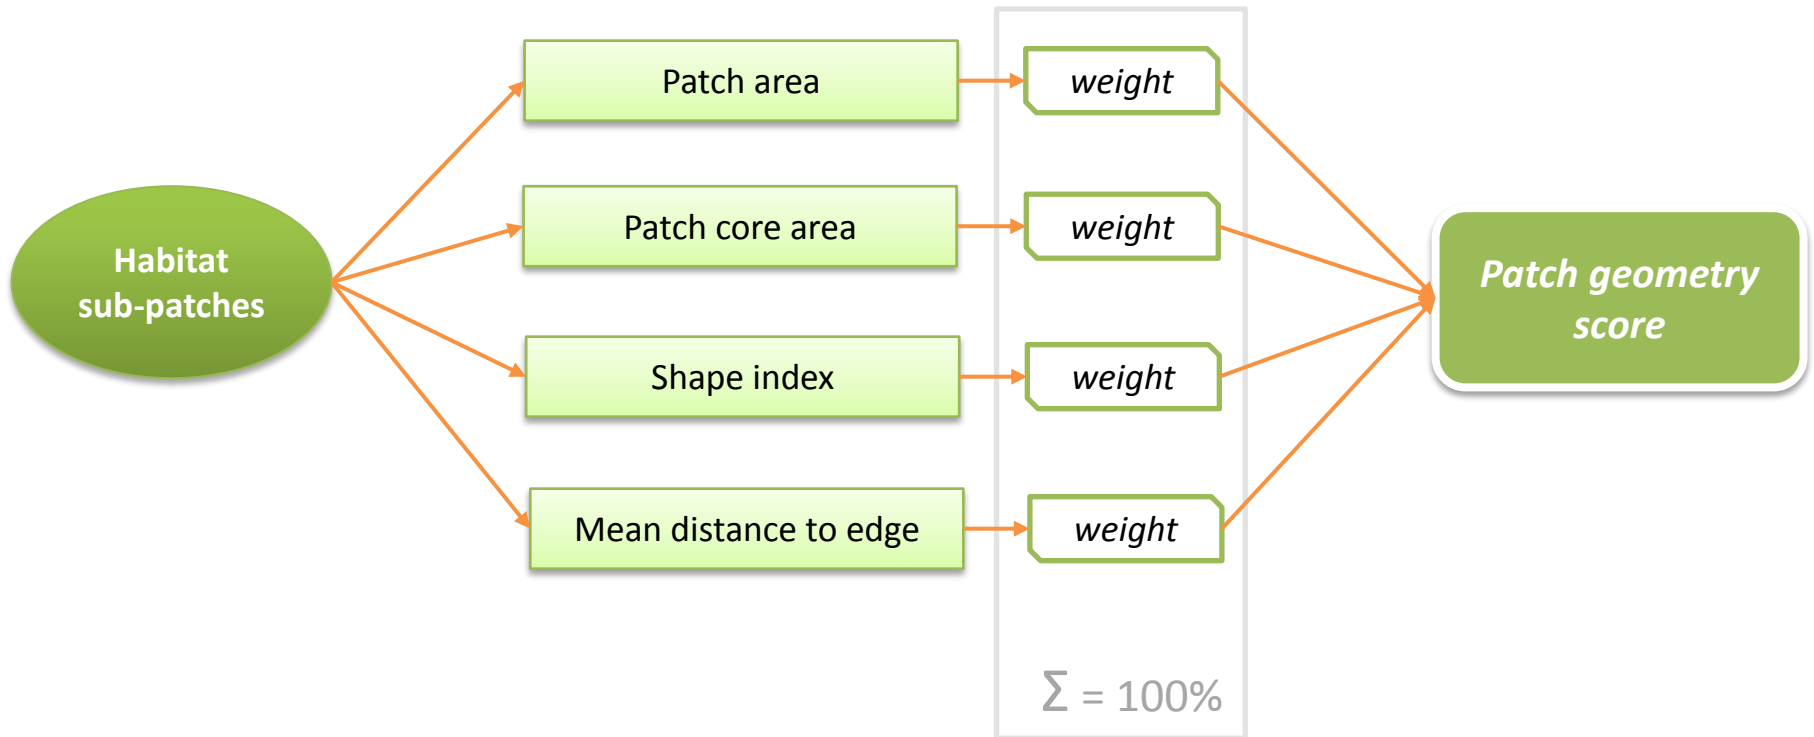 Patch area
weight
Patch core area
weight
Habitat
sub-patches
Patch geometry
score
Shape index
weight
Mean distance to edge
weight
Σ = 100%